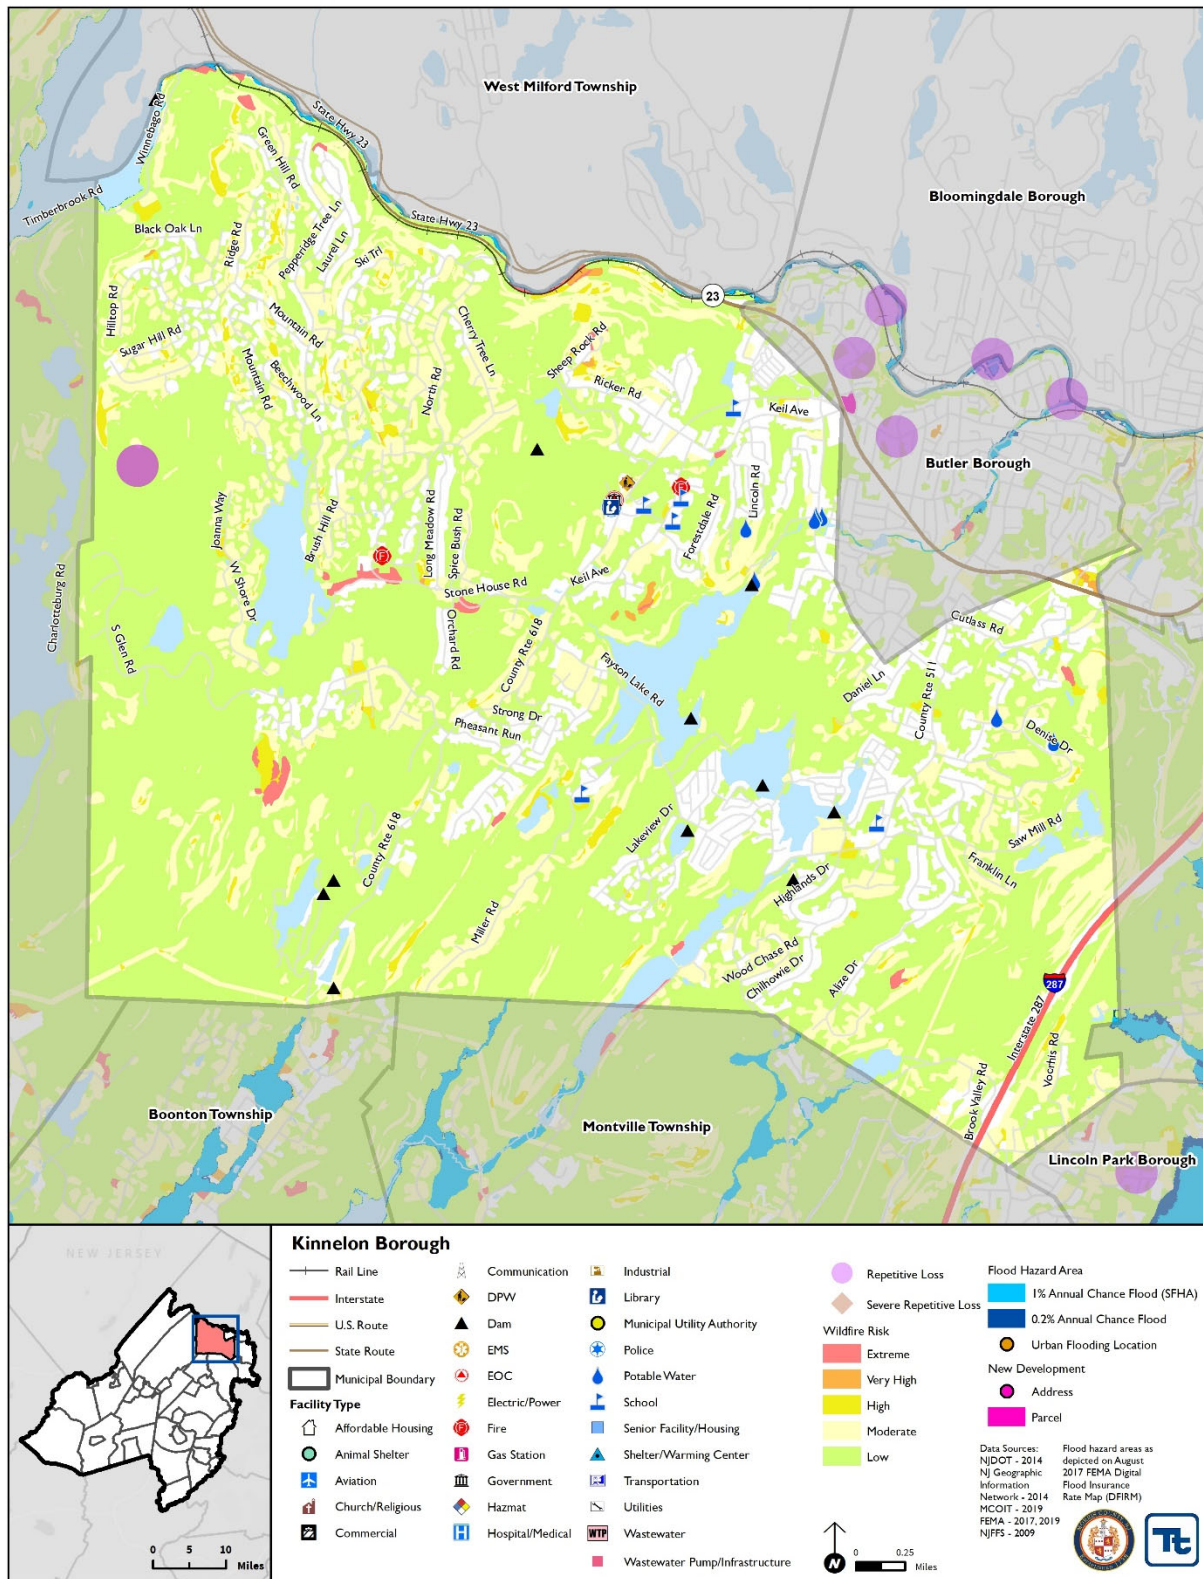 West Milford Township
Bloomingdale Borough
Winnebago Rd
State Hwy 23
Green Hill Rd
Timberbrook Rd
State Hwy 23
Black Oak Ln
Ridge Rd
Pepperidge Tree Ln
Laurel Ln
Ski Trl
23
Hilltop Rd
Sugar Hill Rd
Mountain Rd
Cherry Tree Ln
Sheep Rock Rd
Mountain Rd
Beechwood Ln
North Rd
Ricker Rd
Keil Ave
Butler Borough
Joanna Way
Brush Hill Rd
Long Meadow Rd
Spice Bush Rd
Forestdale Rd
Lincoln Rd
Charlotteburg Rd
W Shore Dr
Stone House Rd
Keil Ave
S Glen Rd
Orchard Rd
County Rte 618
Cutlass Rd
Fayson Lake Rd
Daniel Ln
County Rte 511
Strong Dr
Pheasant Run
Denise Dr
Lakeview Dr
County Rte 618
Saw Mill Rd
Franklin Ln
Highlands Dr
Miller Rd
Wood Chase Rd
Chilhowie Dr
Alize Dr
287
Interstate 287
Voorhis Rd
Brook Valley Rd
Boonton Township
Montville Township
Lincoln Park Borough
NEW JERSEY
0 5 10
Miles
Kinnelon Borough
Rail Line
Interstate
U.S. Route
State Route
Municipal Boundary
Facility Type
Affordable Housing
Animal Shelter
Aviation
Church/Religious
Commercial
Communication
DPW
Dam
EMS
EOC
Electric/Power
Fire
Gas Station
Government
Hazmat
Hospital/Medical
Industrial
Library
Municipal Utility Authority
Police
Potable Water
School
Senior Facility/Housing
Shelter/Warming Center
Transportation
Utilities
WTP Wastewater
Wastewater Pump/Infrastructure
Repetitive Loss
Severe Repetitive Loss
Wildfire Risk
Extreme
Very High
High
Moderate
Low
N
0 0.25
Miles
Flood Hazard Area
1% Annual Chance Flood (SFHA)
0.2% Annual Chance Flood
Urban Flooding Location
New Development
Address
Parcel
Data Sources:
NJDOT - 2014
NJ Geographic
Information
Network - 2014
MCOIT - 2019
FEMA - 2017, 2019
NJFFS - 2009
Flood hazard areas as
depicted on August
2017 FEMA Digital
Flood Insurance
Rate Map (DFIRM)
Tt